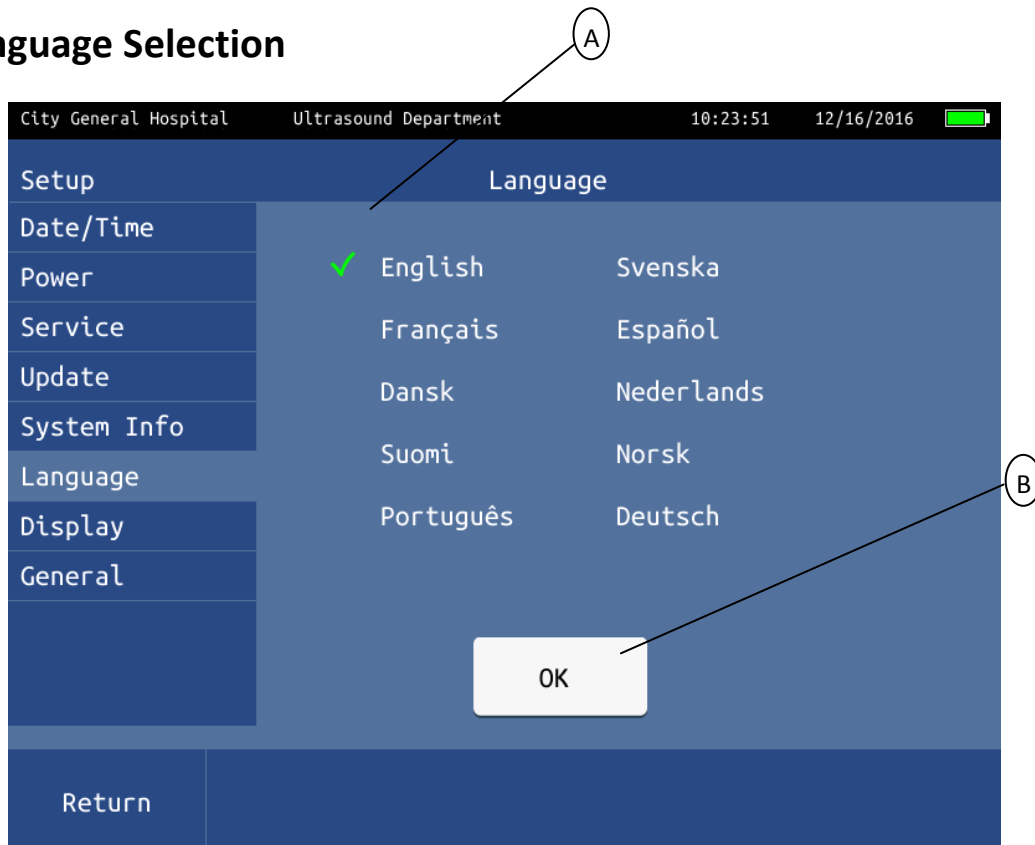 nguage Selection
A
City General Hospital Ultrasound Department 10:23:51 12/16/2016
Setup Language
Date/Time
Power
Service
Update
System Info
Language
Display
General
English Svenska
Français Español
Dansk Nederlands
Suomi Norsk
Português Deutsch
B
OK
Return